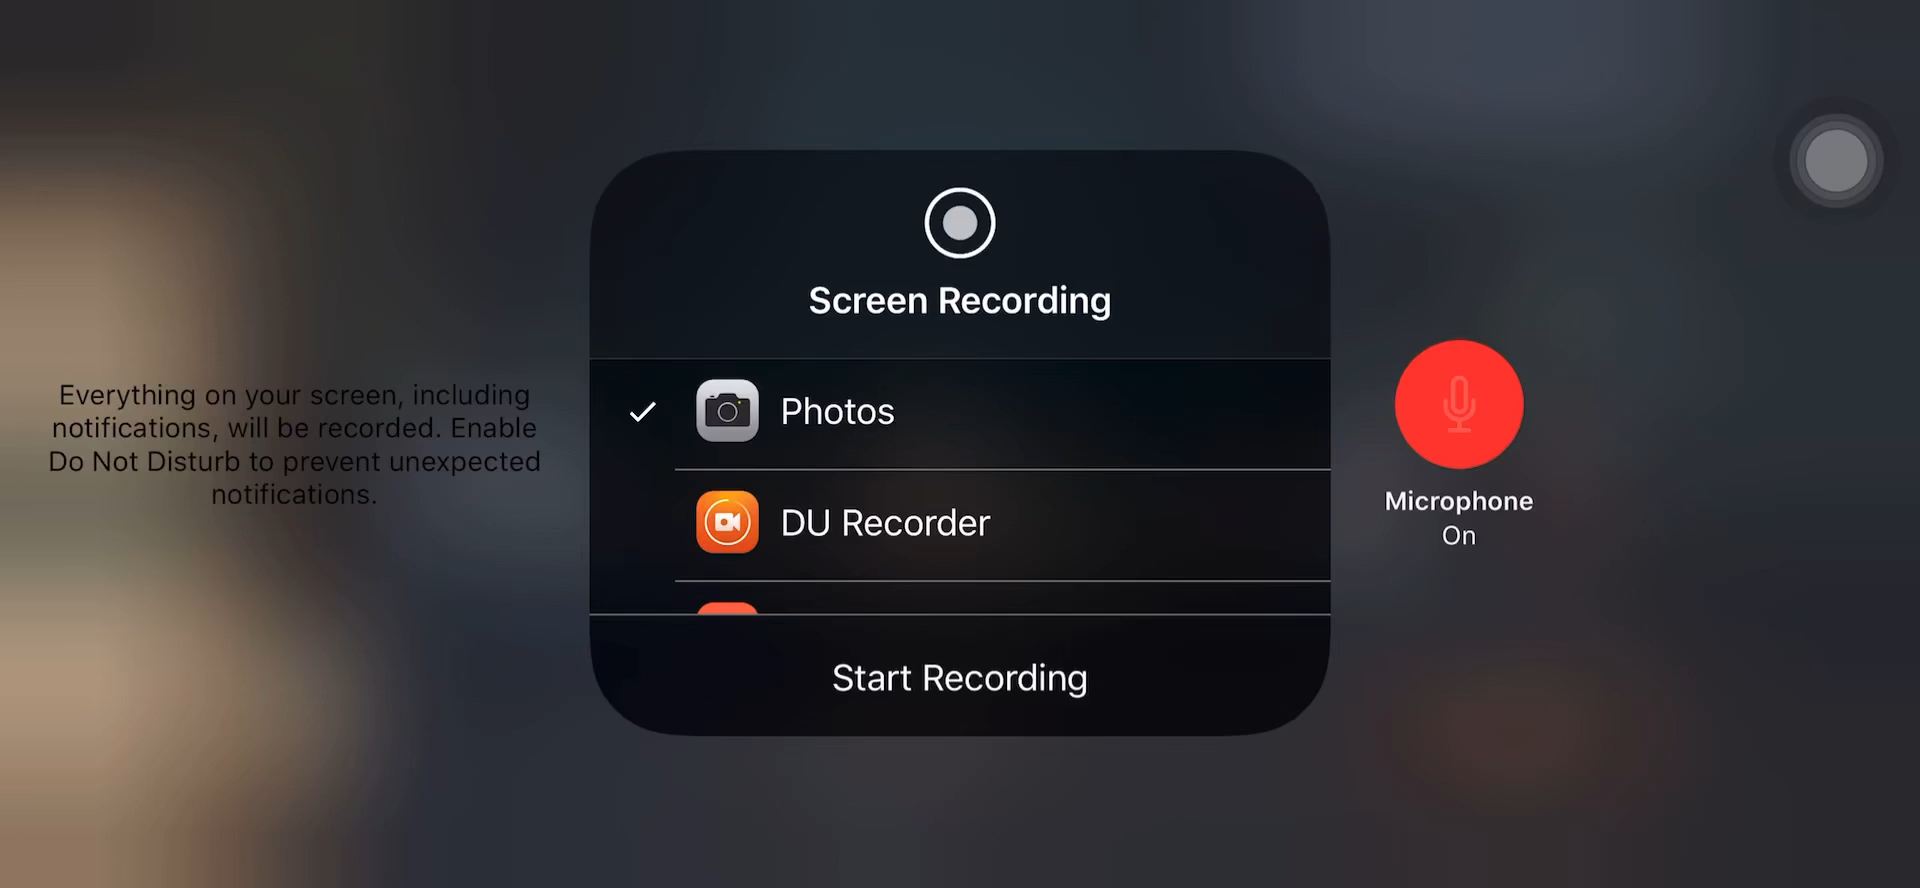 Everything on your screen, including
notifications, will be recorded. Enable
Do Not Disturb to prevent unexpected
notifications.
Screen Recording
Photos
DU Recorder
Start Recording
Microphone
On